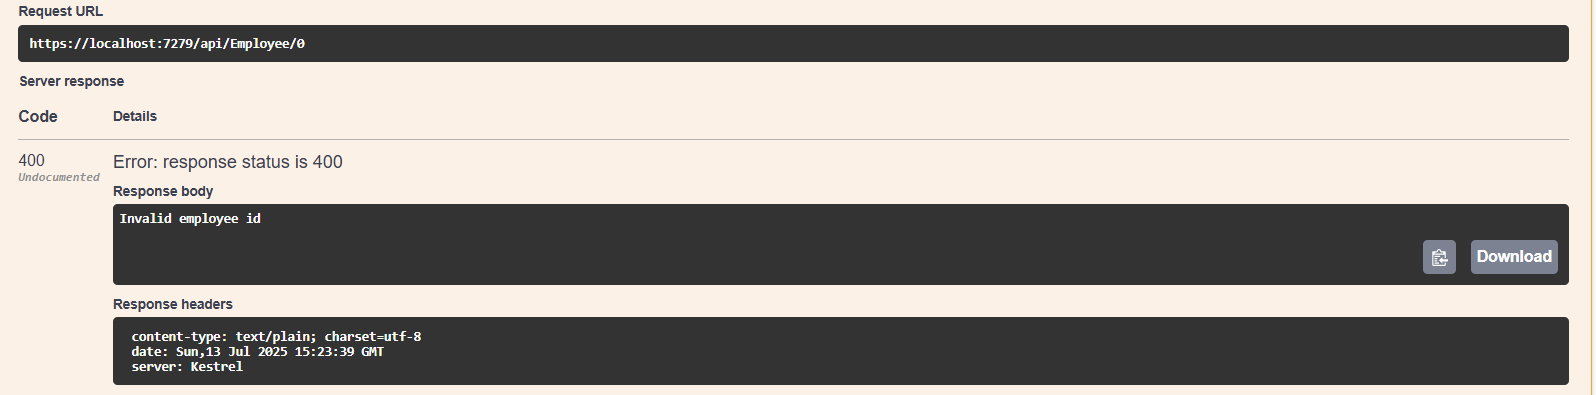 Request URL
https://localhost:7279/api/Employee/0
Server response
Code Details
400 Error: response status is 400
Undocumented
Response body
Invalid employee id
Download
Response headers
content-type: text/plain; charset=utf-8
date: Sun,13 Jul 2025 15:23:39 GMT
server: Kestrel